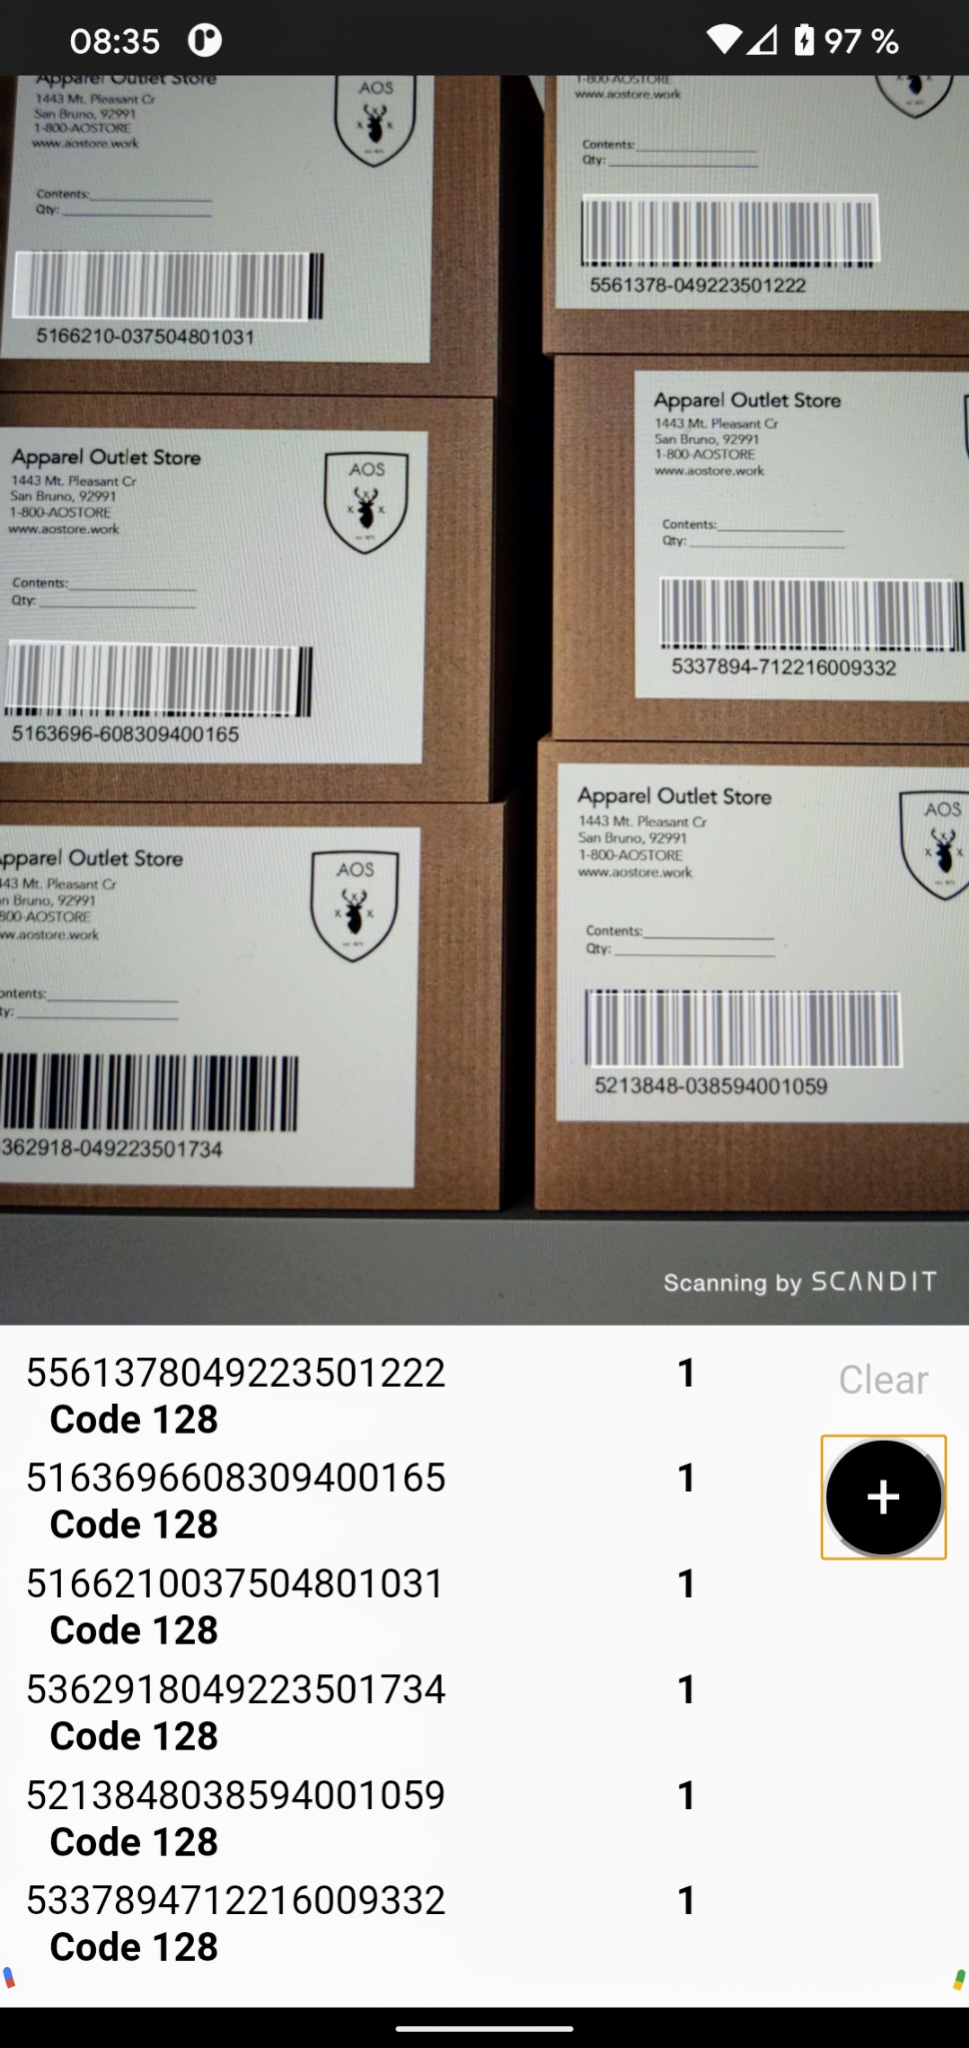 08:35
97 %
Apparel Outlet Store
1443 Mt. Pleasant Cr
San Bruno, 92991
1-800-AOSTORE
www.aostore.work
AOS
X X
Contents:
Qty:
5166210-037504801031
1-800-AOSTORE
www.aostore.work
Contents:
Qty:
5561378-049223501222
Apparel Outlet Store
1443 Mt. Pleasant Cr
San Bruno, 92991
1-800-AOSTORE
www.aostore.work
AOS
X X
Contents:
Qty:
5163696-608309400165
Apparel Outlet Store
1443 Mt. Pleasant Cr
San Bruno, 92991
1-800-AOSTORE
www.aostore.work
Contents:
Qty:
5337894-712216009332
pparel Outlet Store
443 Mt. Pleasant Cr
n Bruno, 92991
800-AOSTORE
ww.aostore.work
AOS
X X
ontents:
ty:
362918-049223501734
Apparel Outlet Store
1443 Mt. Pleasant Cr
San Bruno, 92991
1-800-AOSTORE
www.aostore.work
AOS
X X
Contents:
Qty:
5213848-038594001059
Scanning by SCANDIT
5561378049223501222 1
Clear
Code 128
+
5163696608309400165 1
Code 128
5166210037504801031 1
Code 128
5362918049223501734 1
Code 128
5213848038594001059 1
Code 128
5337894712216009332 1
Code 128